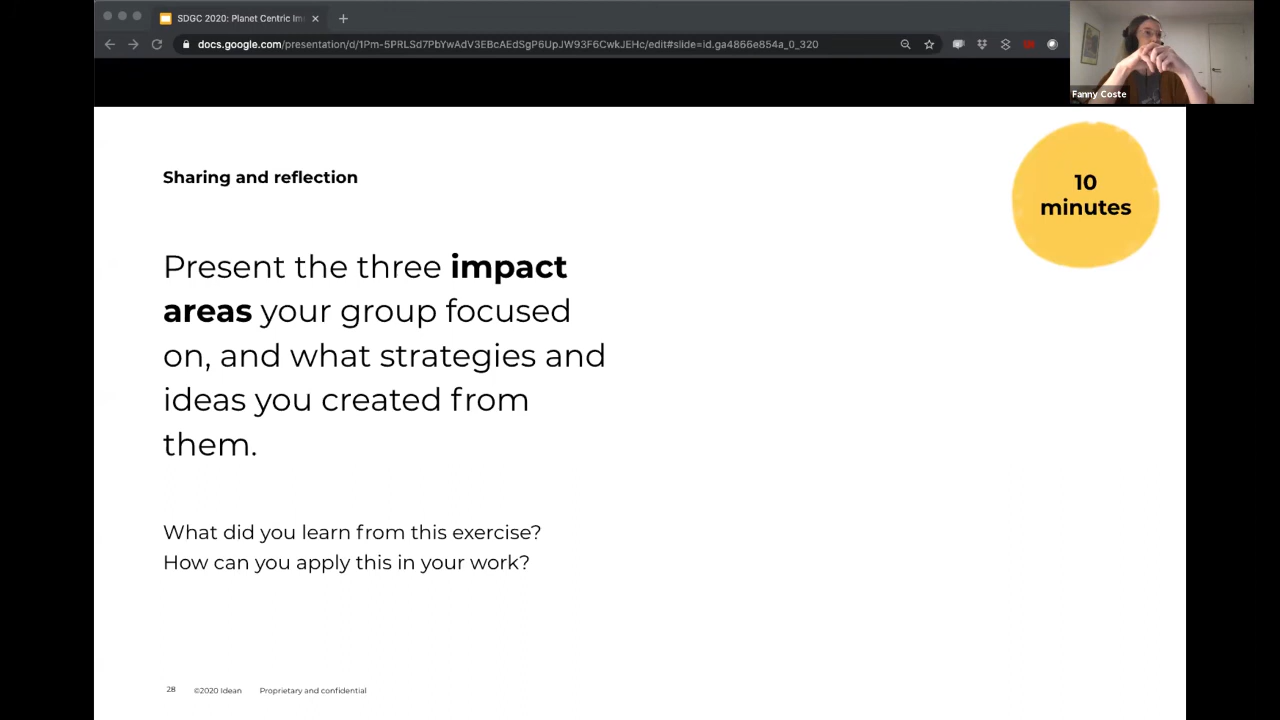 SDGC 2020: Planet Centric Im
docs.google.com/presentation/d/1Pm-5PRLSd7PbYwAdV3EBcAEdSgP6UpJW93F6CwkJEHc/edit#slide=id.ga4866e854a_0_320
Fanny Coste
10
minutes
Sharing and reflection
Present the three impact
areas your group focused
on, and what strategies and
ideas you created from
them.
What did you learn from this exercise?
How can you apply this in your work?
28 ©2020 Idean Proprietary and confidential